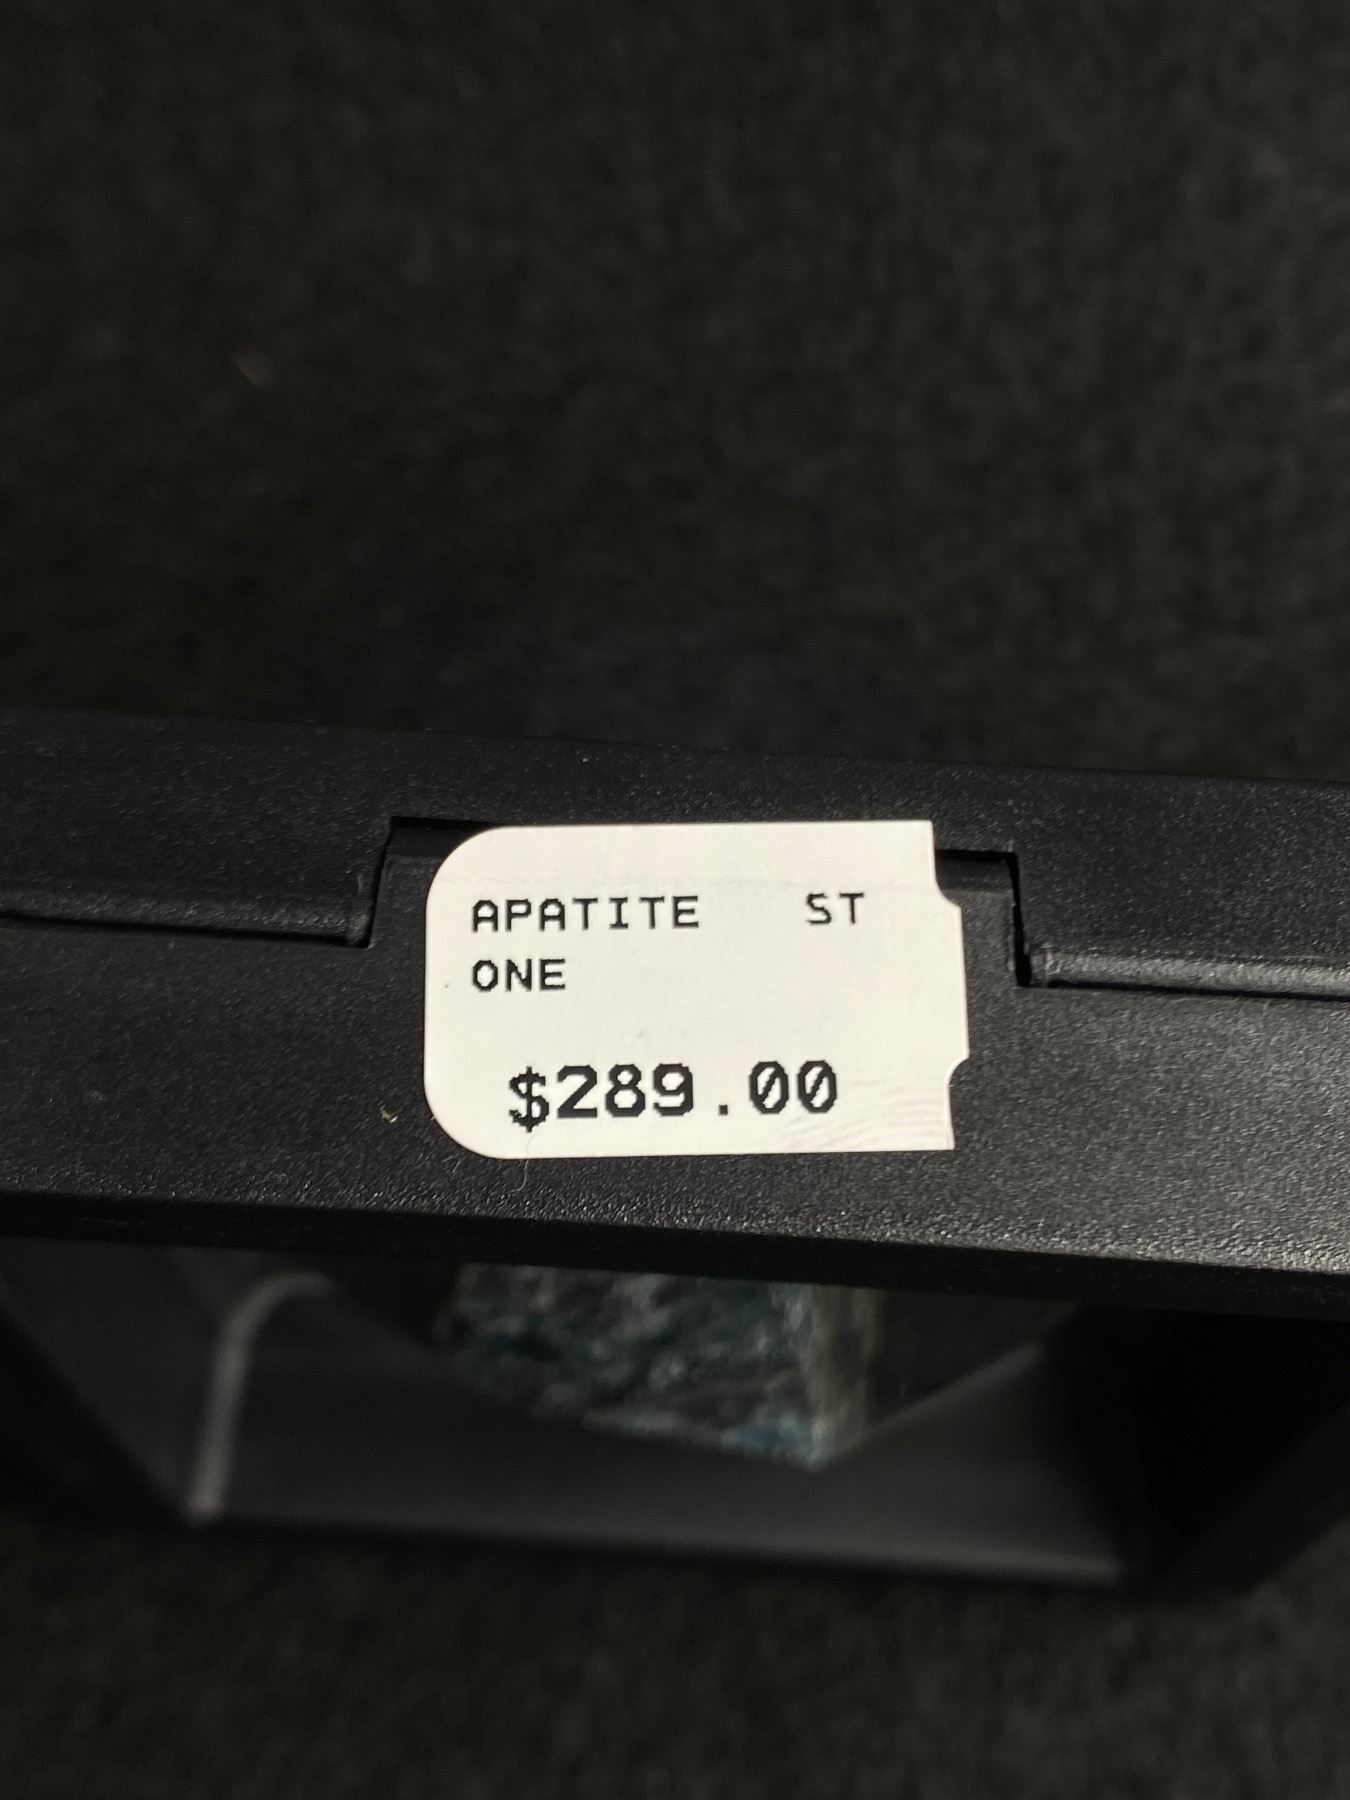 APATITE ST
ONE
$289.00